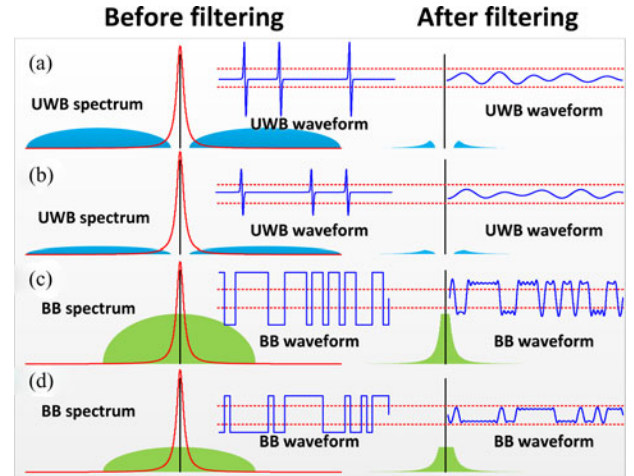 Before filtering After filtering
(a)
UWB spectrum
UWB waveform
UWB waveform
(b)
UWB spectrum
UWB waveform
UWB waveform
(c)
BB spectrum
BB waveform
BB waveform
(d)
BB spectrum
BB waveform
BB waveform